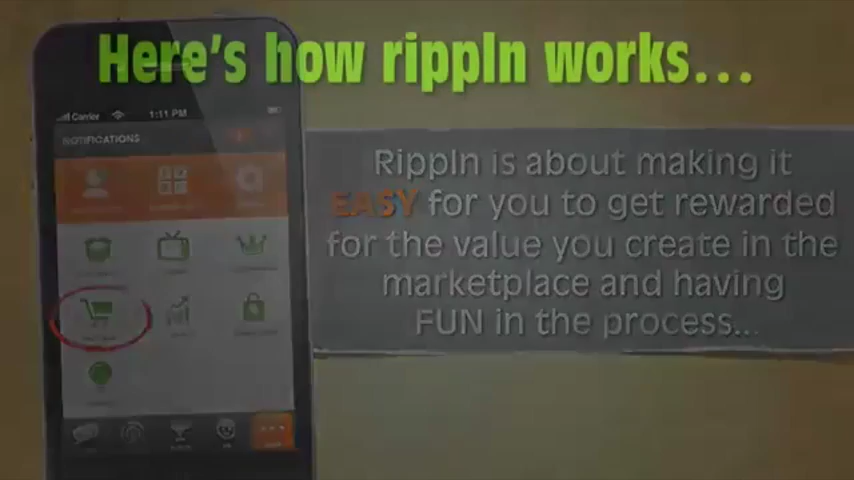 Here's how rippln works...
Carrier 1:11 PM
NOTIFICATIONS
Rippln is about making it
EASY for you to get rewarded
for the value you create in the
marketplace and having
FUN in the process...